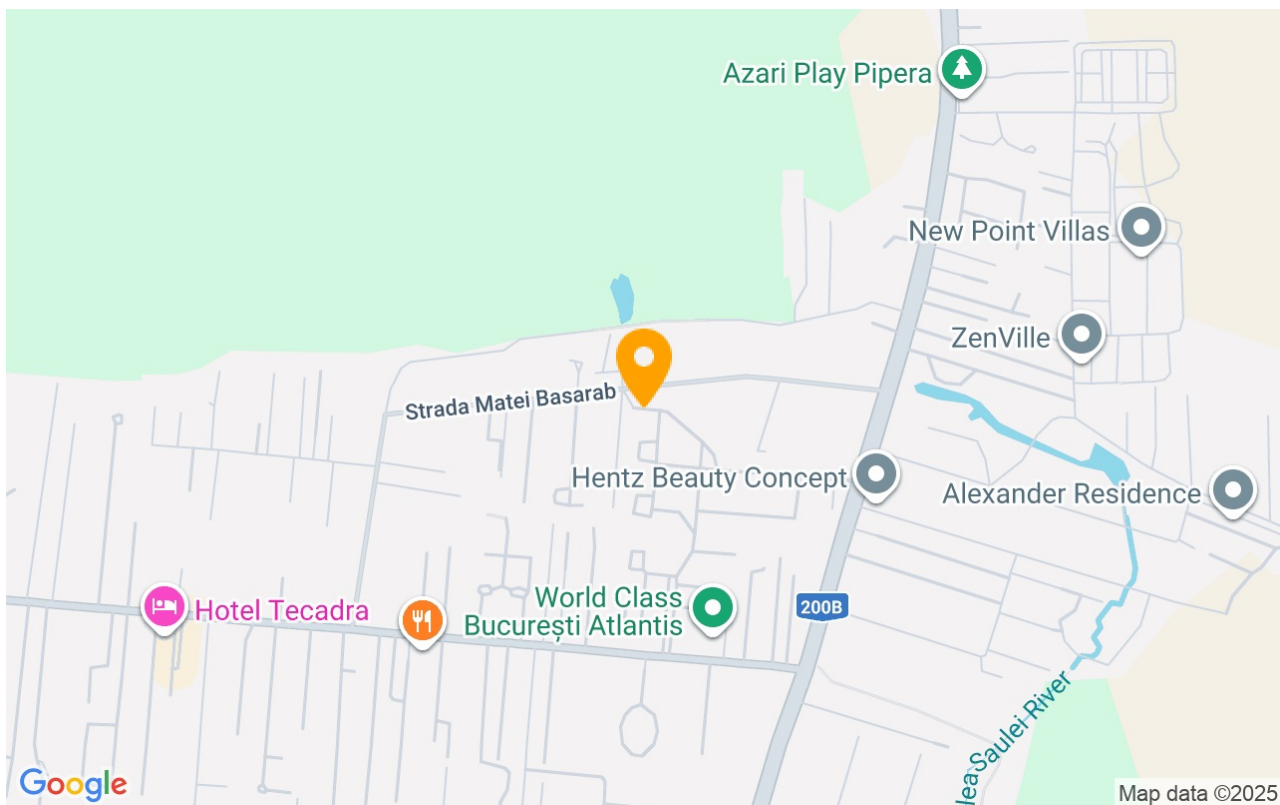 Azari Play Pipera
New Point Villas
ZenVille
Strada Matei Basarab
Hentz Beauty Concept
Alexander Residence
Hotel Tecadra
World Class
București Atlantis
200B
lea Saulei River
Google
Map data ©2025